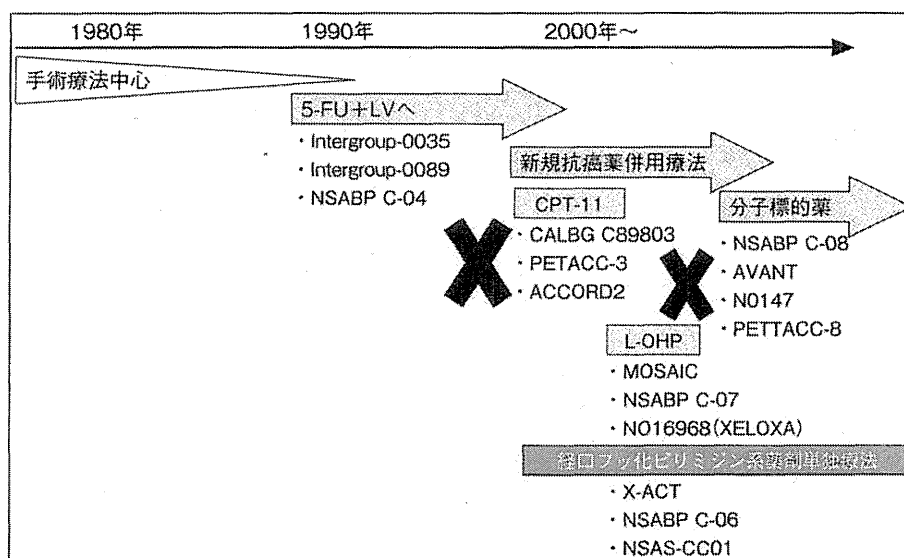 1980年 1990年 2000年～
手術療法中心
5-FU＋LVへ
・Intergroup-0035
・Intergroup-0089
・NSABP C-04
新規抗癌薬併用療法
CPT-11
・CALBG C89803
・PETACC-3
・ACCORD2
分子標的薬
・NSABP C-08
・AVANT
・N0147
・PETTACC-8
L-OHP
・MOSAIC
・NSABP C-07
・NO16968（XELOXA）
経口フッ化ピリミジン系薬剤単独療法
・X-ACT
・NSABP C-06
・NSAS-CC01